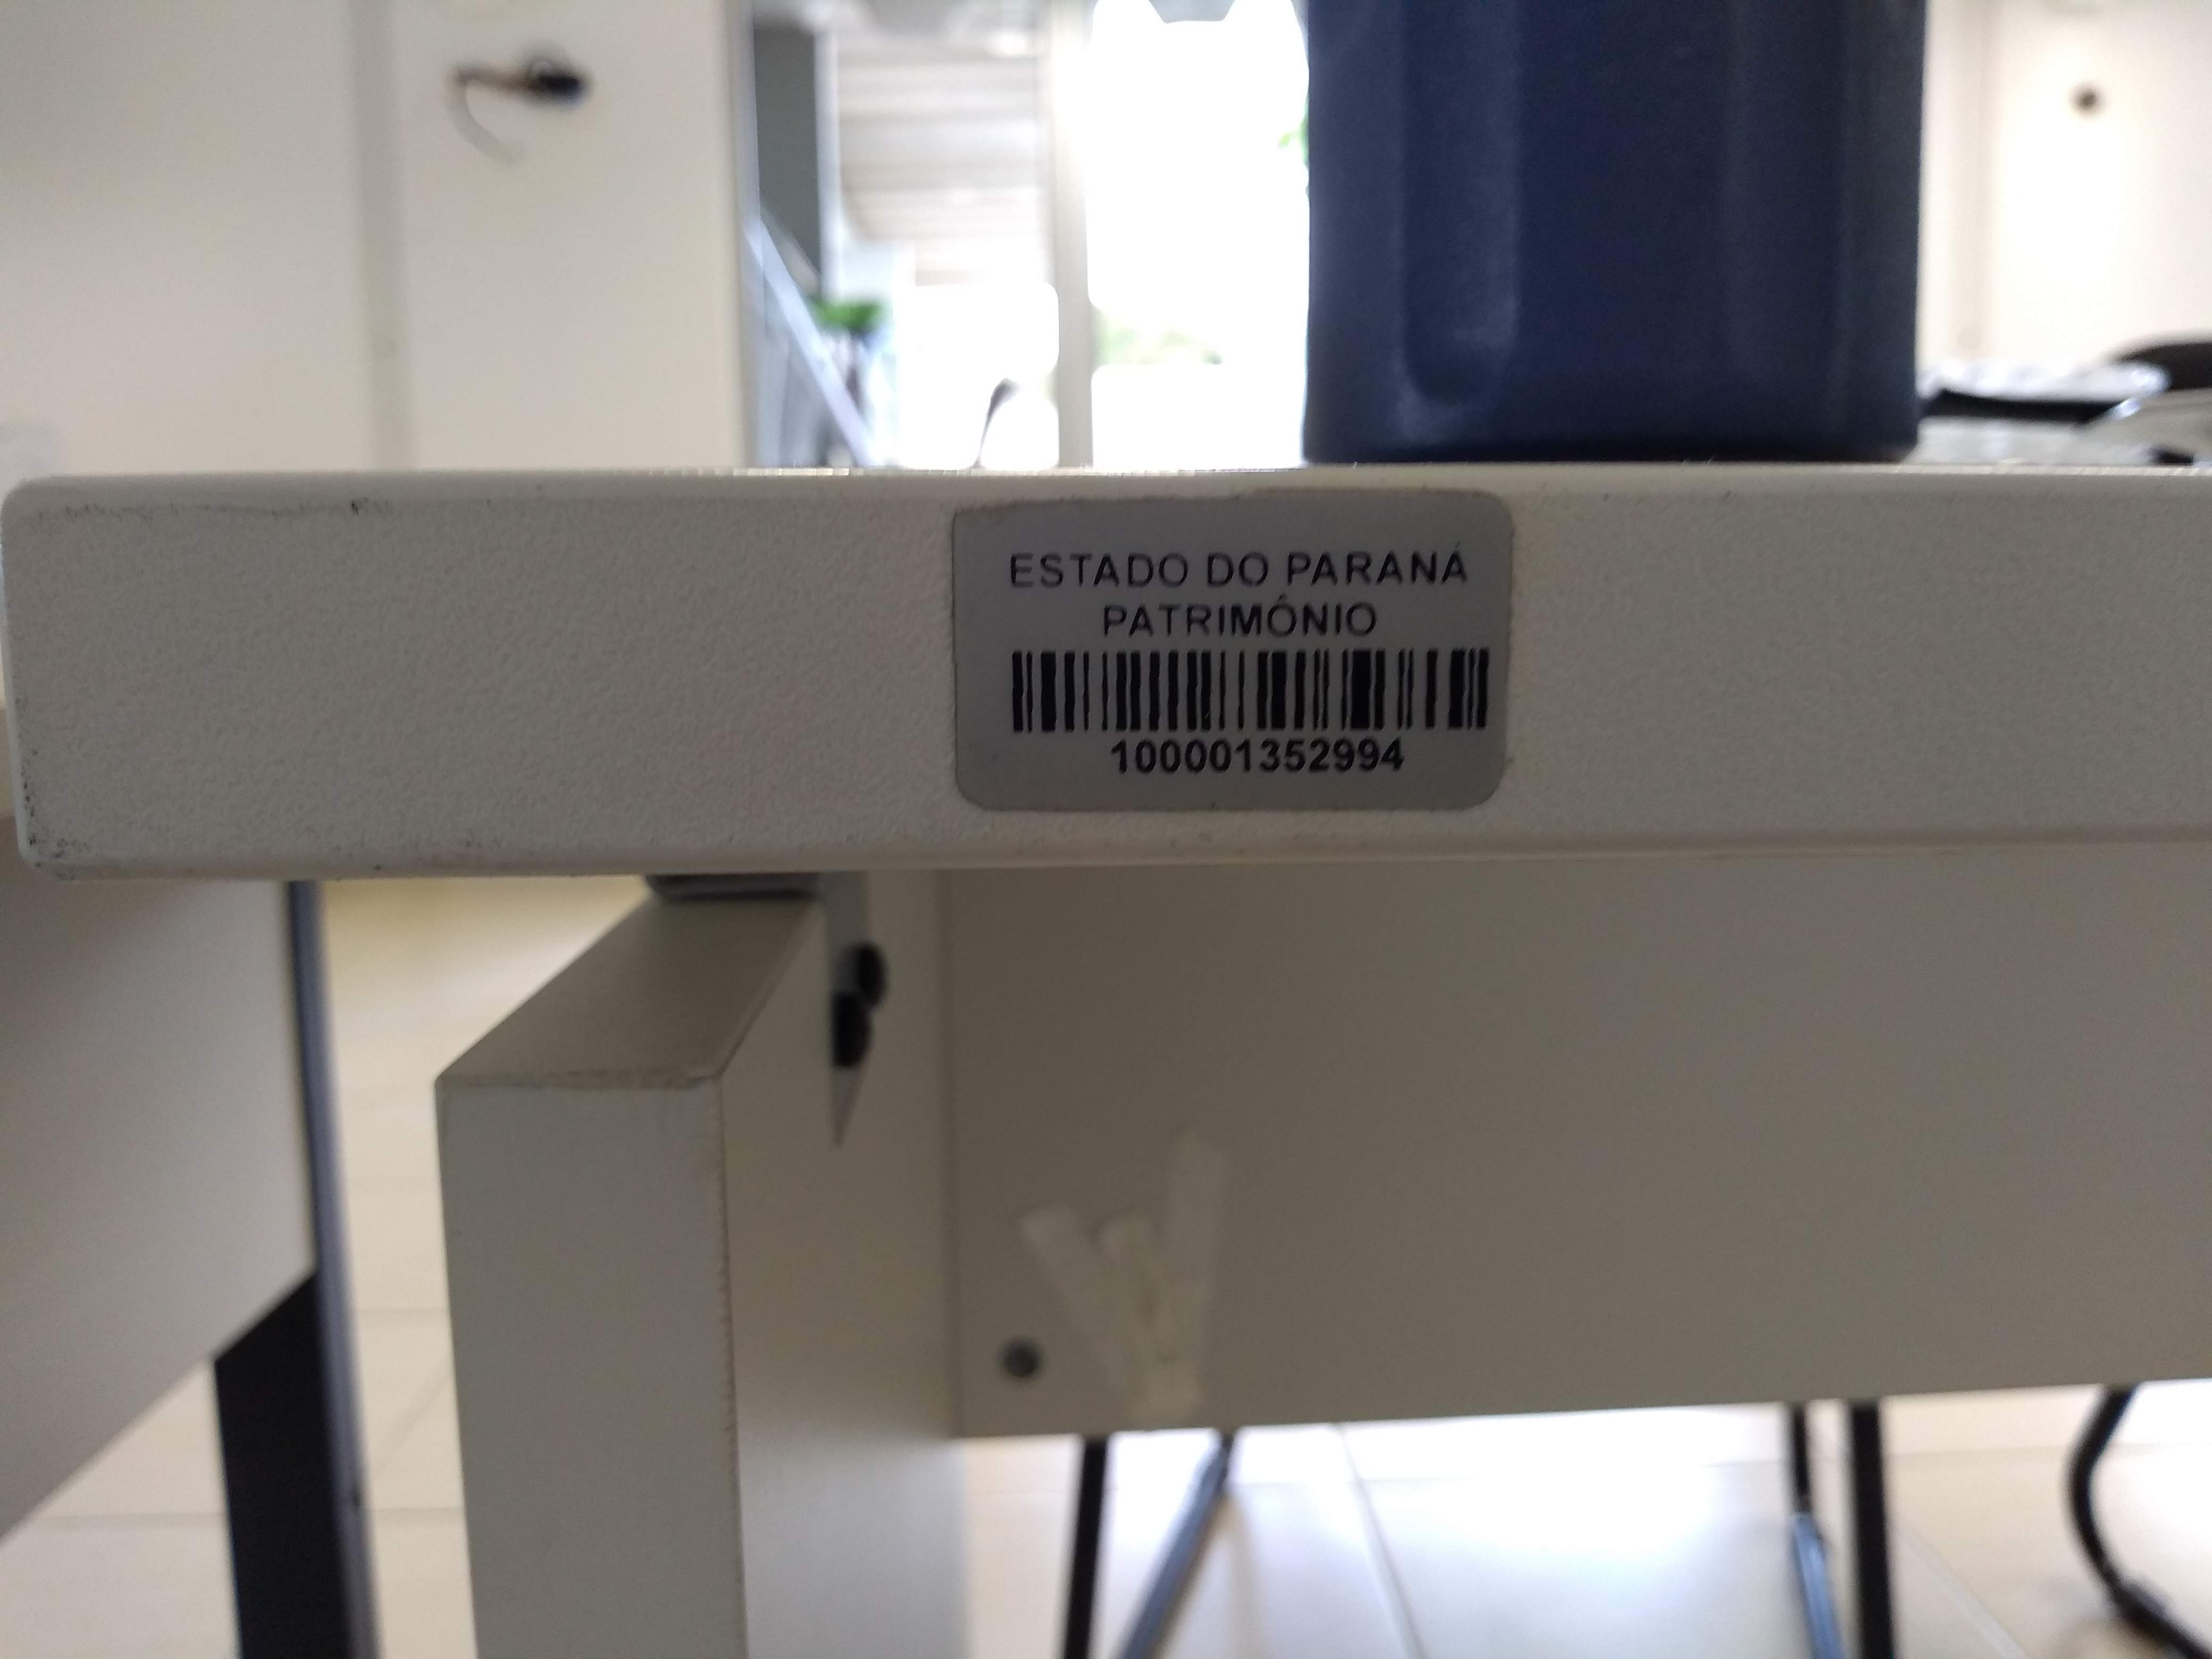 ESTADO DO PARANÁ
PATRIMÔNIO
100001352994